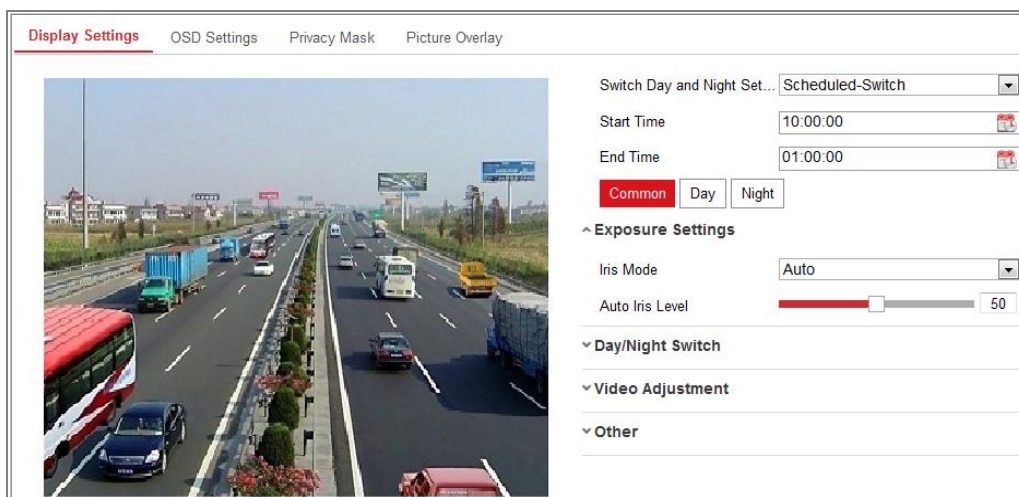 Display Settings OSD Settings Privacy Mask Picture Overlay
Switch Day and Night Set... Scheduled-Switch
Start Time 10:00:00
End Time 01:00:00
Common Day Night
Exposure Settings
Iris Mode Auto
Auto Iris Level 50
Day/Night Switch
Video Adjustment
Other